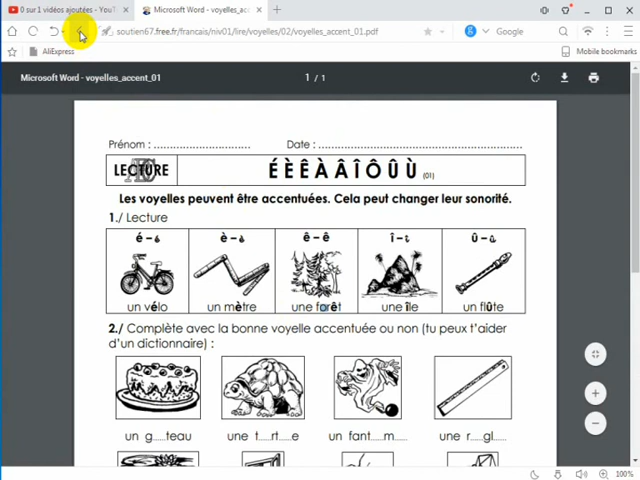 0 sur 1 vidéos ajoutées - YouT
Microsoft Word - voyelles_acc
soutien67.free.fr/francais/niv01/lire/voyelles/02/voyelles_accent_01.pdf
Google
AliExpress
Mobile bookmarks
Microsoft Word - voyelles_accent_01
1 / 1
Prénom : ............................ Date : ............................................................
LECTURE
É È Ê À Â Î Ô Û Ù (01)
Les voyelles peuvent être accentuées. Cela peut changer leur sonorité.
1./ Lecture
é – é è – è ê – ê î – î û – û
un vélo un mètre une forêt une île un flûte
2./ Complète avec la bonne voyelle accentuée ou non (tu peux t'aider
d'un dictionnaire) :
un g.....teau une t.....rt.....e un fant.....m..... une r.....gl.....
100%